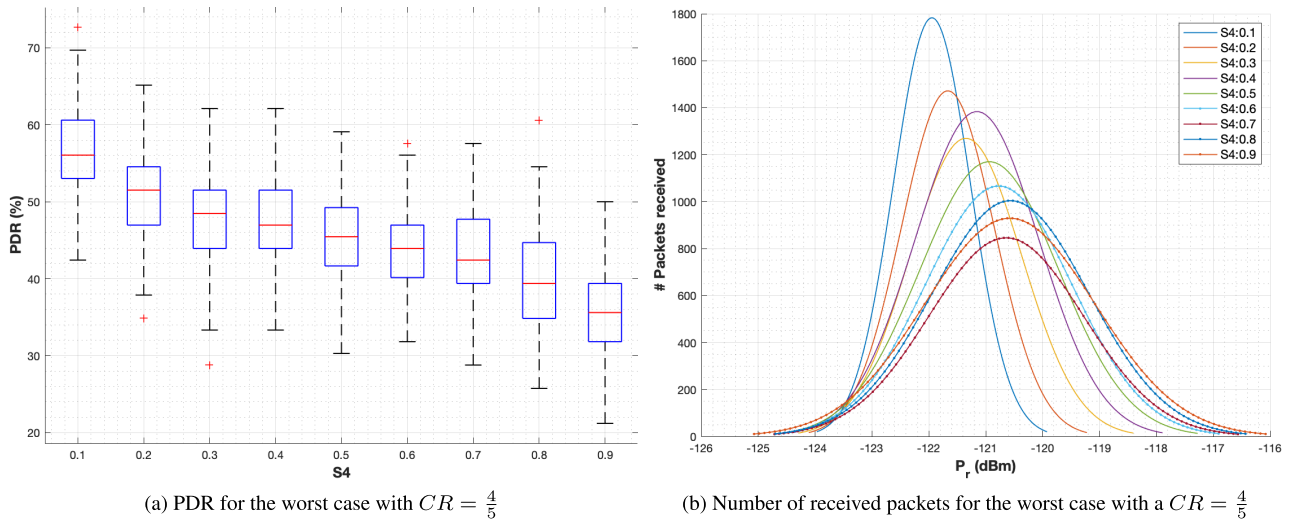 PDR (%)
70
60
50
40
30
20
0.1 0.2 0.3 0.4 0.5 0.6 0.7 0.8 0.9
S4
(a) PDR for the worst case with CR = 4/5
# Packets received
1800
1600
1400
1200
1000
800
600
400
200
0
-126 -125 -124 -123 -122 -121 -120 -119 -118 -117 -116
P_r (dBm)
S4:0.1
S4:0.2
S4:0.3
S4:0.4
S4:0.5
S4:0.6
S4:0.7
S4:0.8
S4:0.9
(b) Number of received packets for the worst case with a CR = 4/5